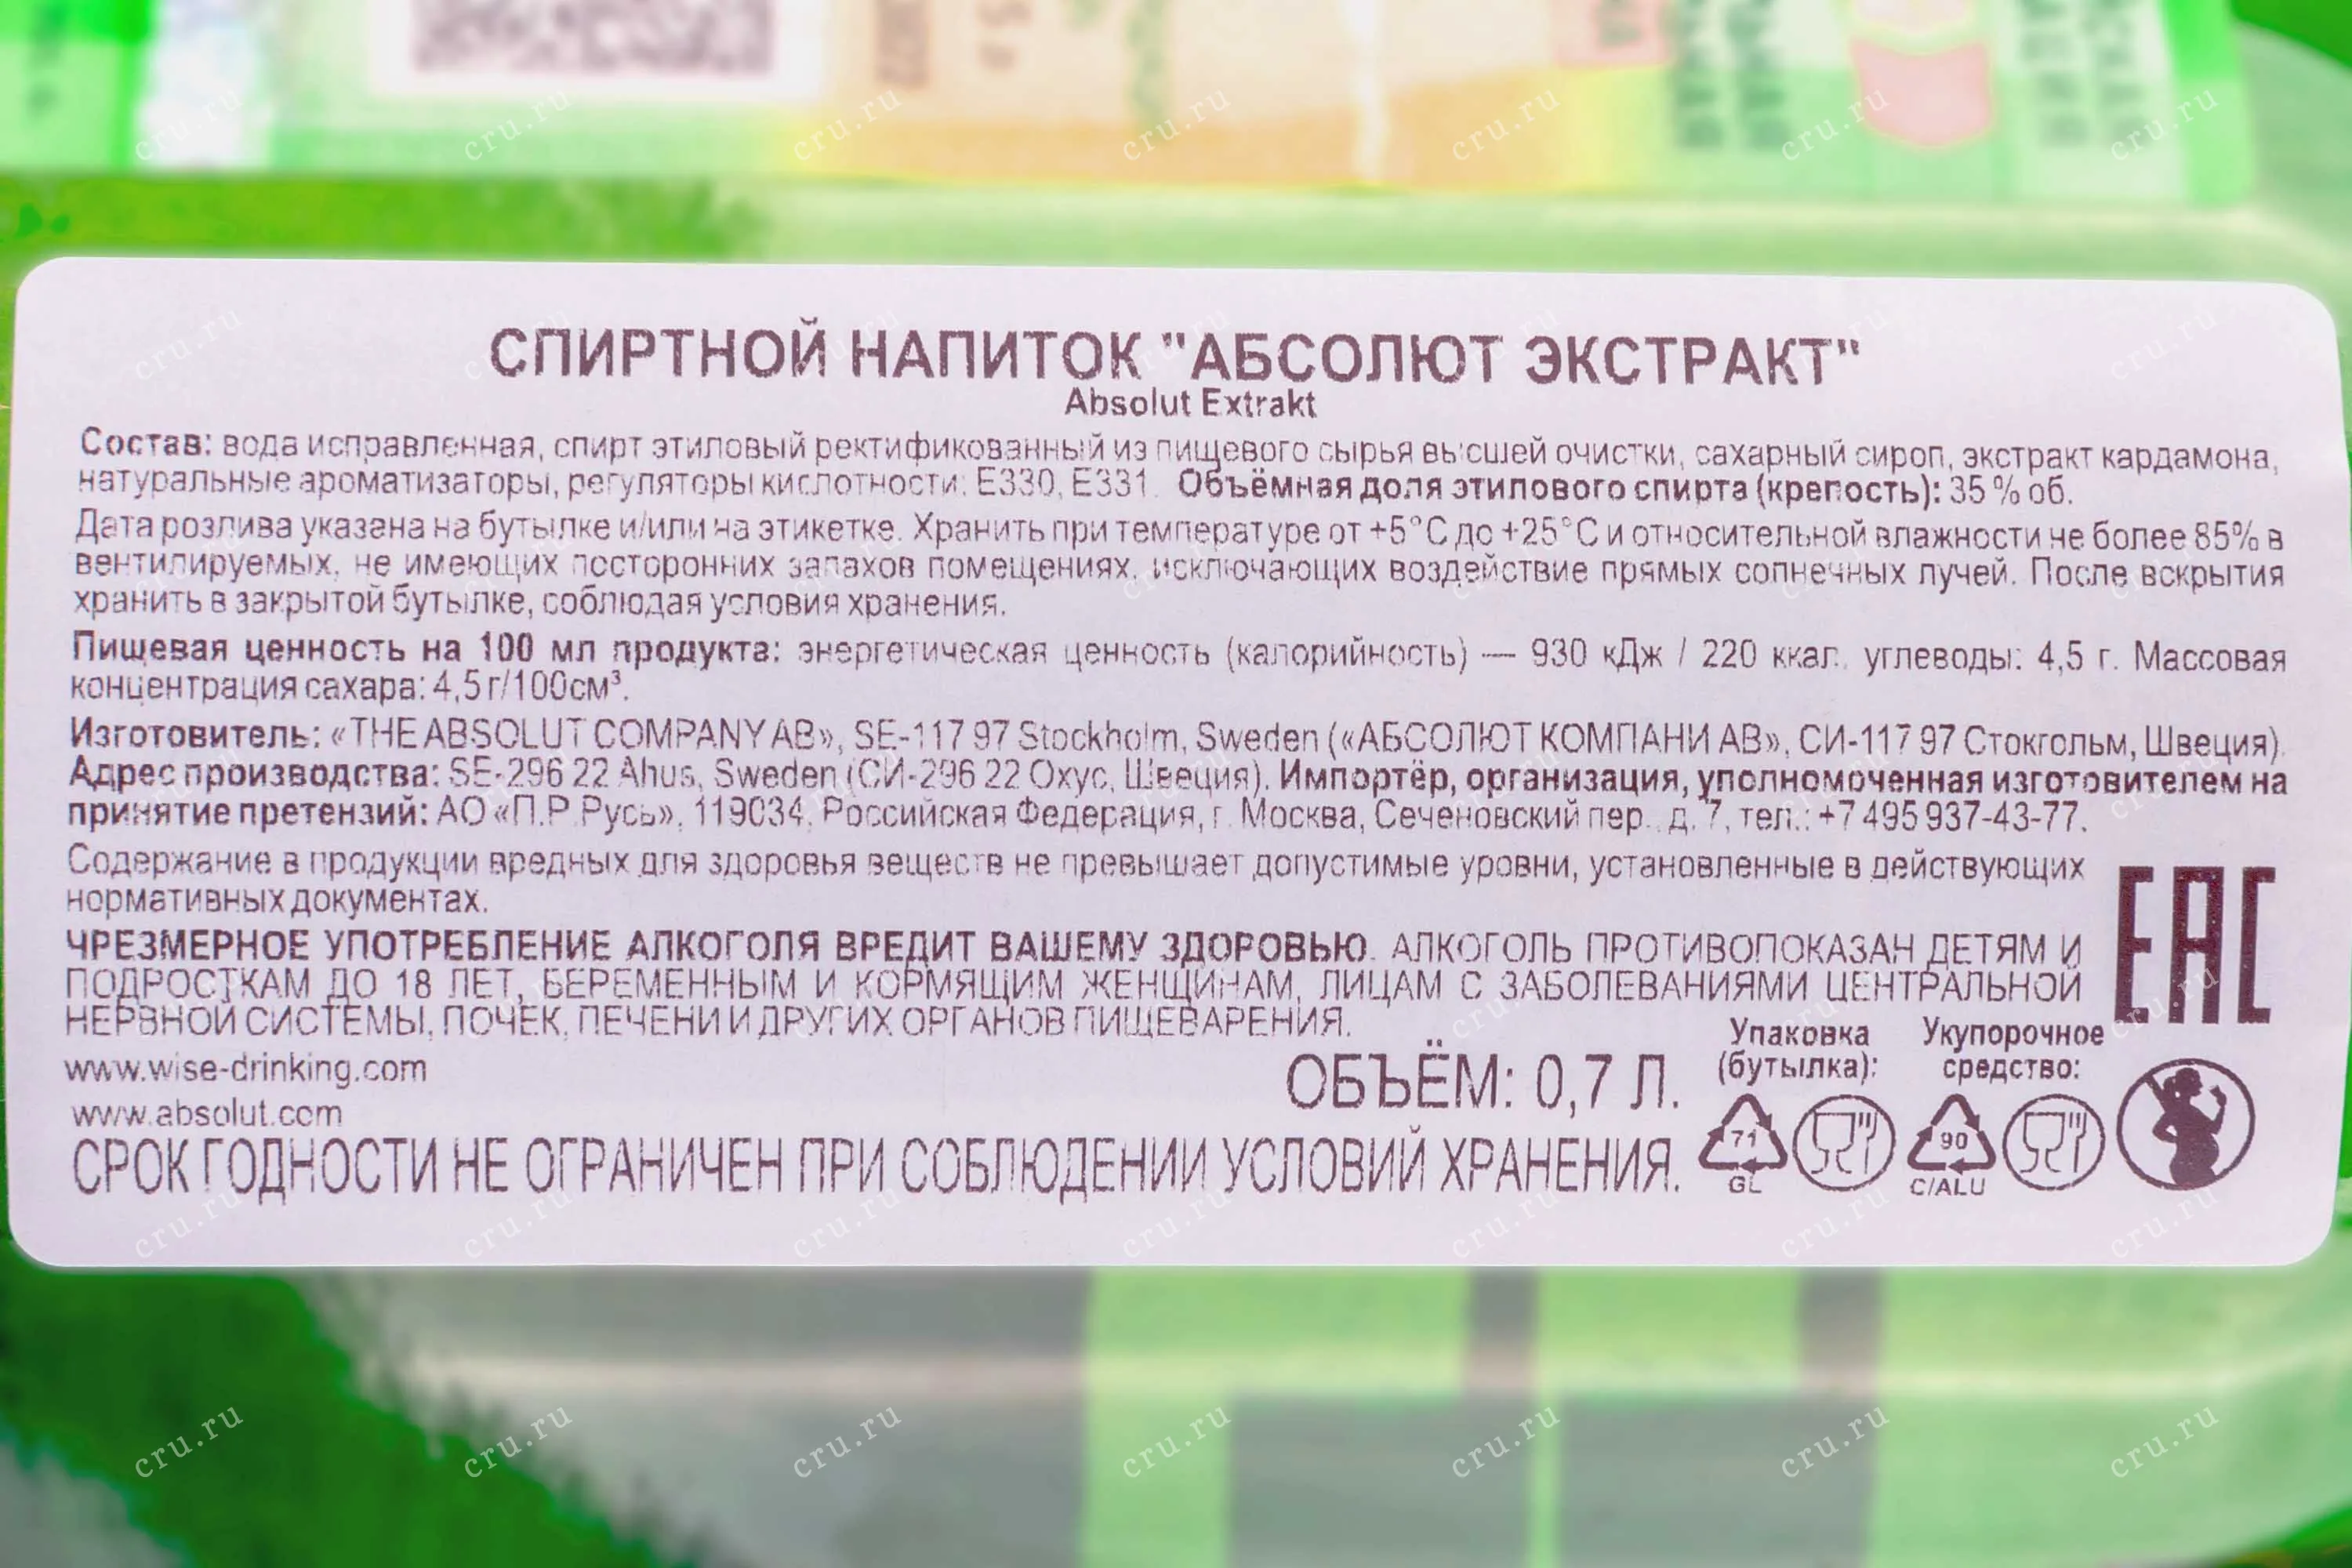 СПИРТНОЙ НАПИТОК "АБСОЛЮТ ЭКСТРАКТ"
Absolut Extrakt
Состав: вода исправленная, спирт этиловый ректификованный из пищевого сырья высшей очистки, сахарный сироп, экстракт кардамона,
натуральные ароматизаторы, регуляторы кислотности: Е330, Е331. Объёмная доля этилового спирта (крепость): 35 % об.
Дата розлива указана на бутылке и/или на этикетке. Хранить при температуре от +5°С до +25°С и относительной влажности не более 85% в
вентилируемых, не имеющих посторонних запахов помещениях, исключающих воздействие прямых солнечных лучей. После вскрытия
хранить в закрытой бутылке, соблюдая условия хранения.
Пищевая ценность на 100 мл продукта: энергетическая ценность (калорийность) — 930 кДж / 220 ккал, углеводы: 4,5 г. Массовая
концентрация сахара: 4,5 г/100см³.
Изготовитель: «THE ABSOLUT COMPANY AB», SE-117 97 Stockholm, Sweden («АБСОЛЮТ КОМПАНИ АВ», СИ-117 97 Стокгольм, Швеция).
Адрес производства: SE-296 22 Ahus, Sweden (СИ-296 22 Охус, Швеция). Импортёр, организация, уполномоченная изготовителем на
принятие претензий: АО «П.Р.Русь», 119034, Российская Федерация, г. Москва, Сеченовский пер., д. 7, тел.: +7 495 937-43-77.
Содержание в продукции вредных для здоровья веществ не превышает допустимые уровни, установленные в действующих
нормативных документах.
EAC
ЧРЕЗМЕРНОЕ УПОТРЕБЛЕНИЕ АЛКОГОЛЯ ВРЕДИТ ВАШЕМУ ЗДОРОВЬЮ. АЛКОГОЛЬ ПРОТИВОПОКАЗАН ДЕТЯМ И
ПОДРОСТКАМ ДО 18 ЛЕТ, БЕРЕМЕННЫМ И КОРМЯЩИМ ЖЕНЩИНАМ, ЛИЦАМ С ЗАБОЛЕВАНИЯМИ ЦЕНТРАЛЬНОЙ
НЕРВНОЙ СИСТЕМЫ, ПОЧЕК, ПЕЧЕНИ И ДРУГИХ ОРГАНОВ ПИЩЕВАРЕНИЯ.
www.wise-drinking.com
www.absolut.com
ОБЪЁМ: 0,7 Л.
Упаковка
(бутылка):
Укупорочное
средство:
71
GL
90
C/ALU
СРОК ГОДНОСТИ НЕ ОГРАНИЧЕН ПРИ СОБЛЮДЕНИИ УСЛОВИЙ ХРАНЕНИЯ.
cru.ru